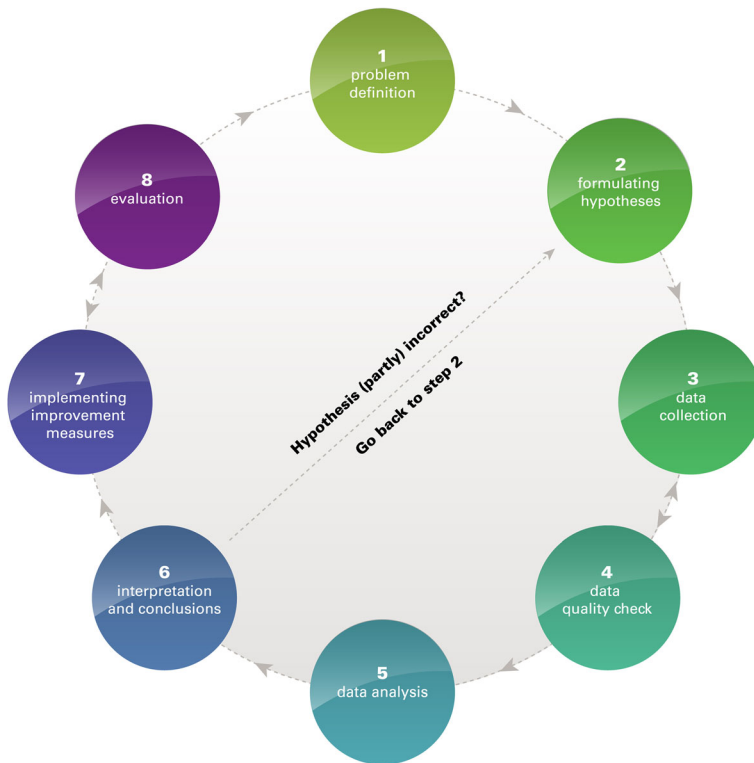 1
problem
definition
2
formulating
hypotheses
3
data
collection
4
data
quality check
5
data analysis
6
interpretation
and conclusions
7
implementing
improvement
measures
8
evaluation
Hypothesis (partly) incorrect?
Go back to step 2